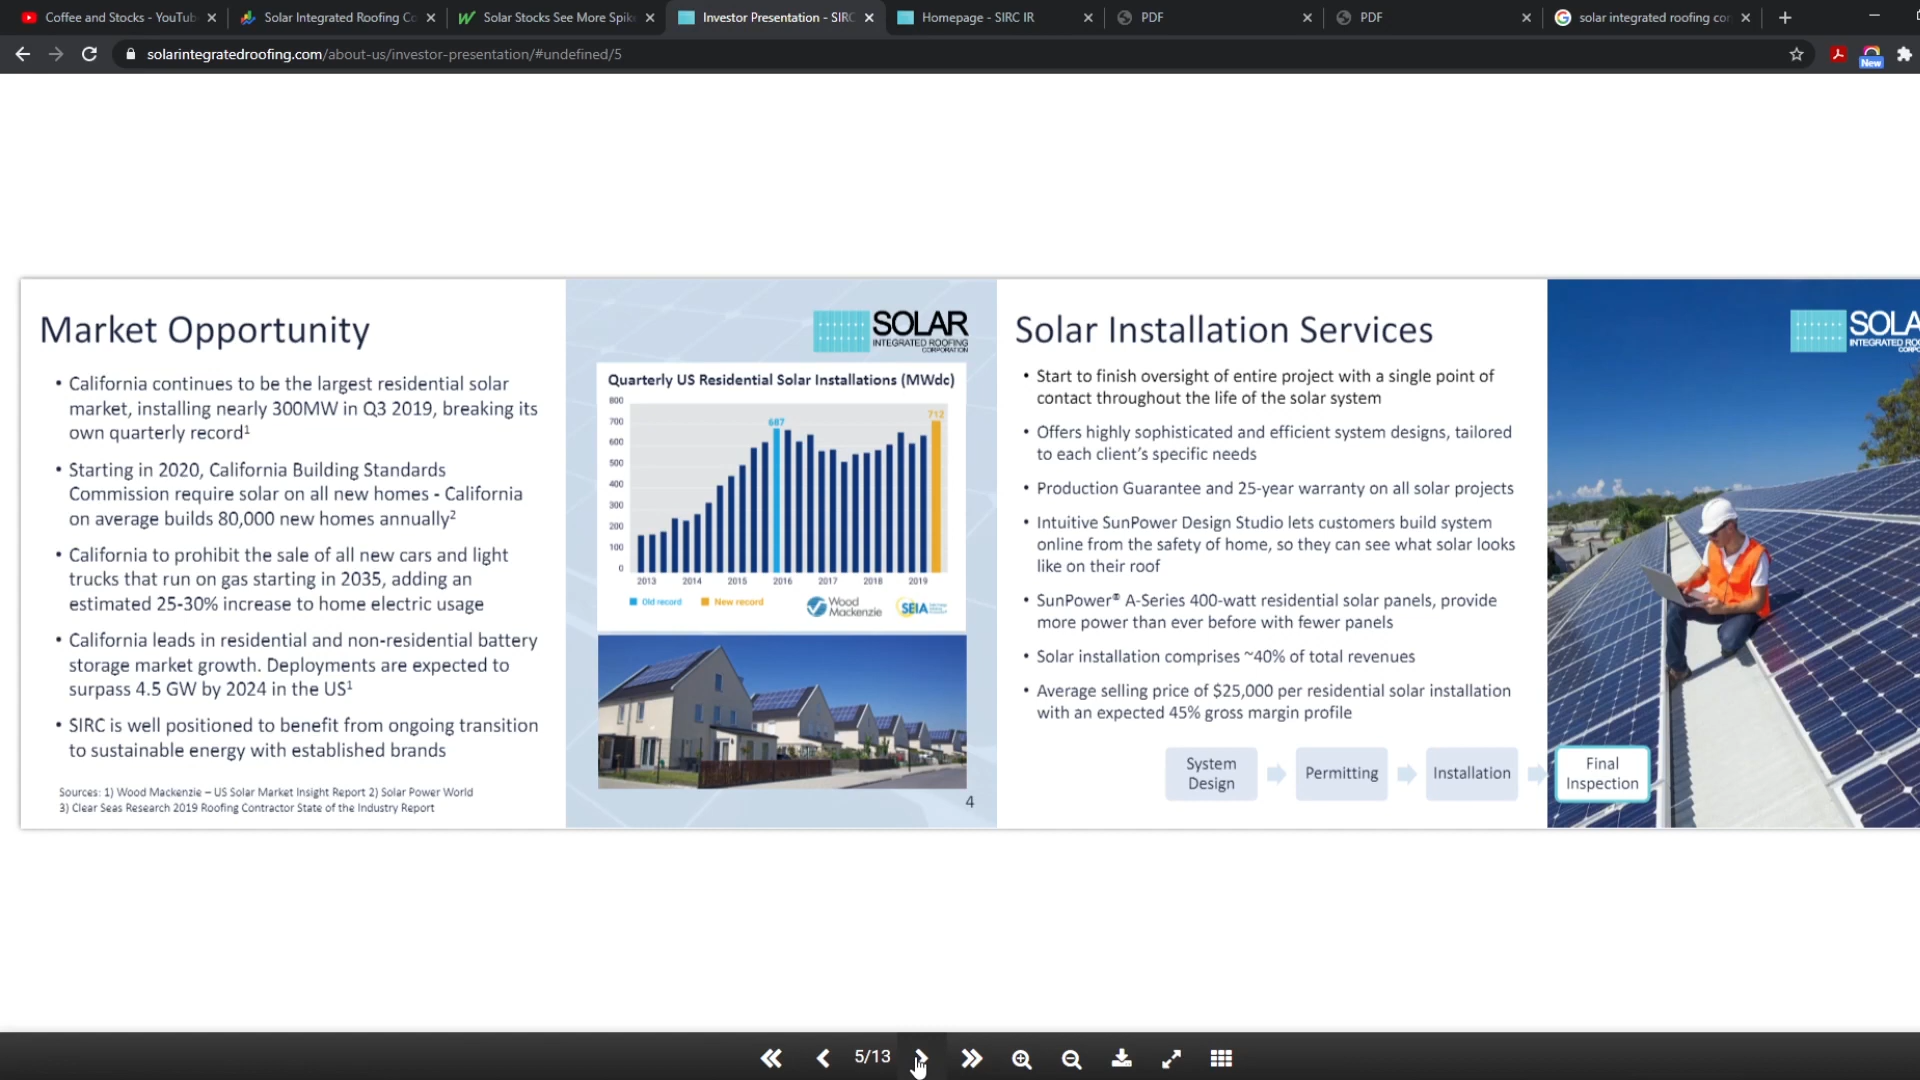 Coffee and Stocks - YouTub
Solar Integrated Roofing Co
Solar Stocks See More Spik
Investor Presentation - SIRC
Homepage - SIRC IR
PDF
PDF
solar integrated roofing cor
solarintegratedroofing.com/about-us/investor-presentation/#undefined/5
New
Market Opportunity
• California continues to be the largest residential solar
market, installing nearly 300MW in Q3 2019, breaking its
own quarterly record¹
• Starting in 2020, California Building Standards
Commission require solar on all new homes - California
on average builds 80,000 new homes annually²
• California to prohibit the sale of all new cars and light
trucks that run on gas starting in 2035, adding an
estimated 25-30% increase to home electric usage
• California leads in residential and non-residential battery
storage market growth. Deployments are expected to
surpass 4.5 GW by 2024 in the US¹
• SIRC is well positioned to benefit from ongoing transition
to sustainable energy with established brands
Sources: 1) Wood Mackenzie – US Solar Market Insight Report 2) Solar Power World
3) Clear Seas Research 2019 Roofing Contractor State of the Industry Report
SOLAR
INTEGRATED ROOFING
CORPORATION
Quarterly US Residential Solar Installations (MWdc)
800
700
600
500
400
300
200
100
0
687
712
2013 2014 2015 2016 2017 2018 2019
Old record New record
Wood
Mackenzie
SEIA
4
Solar Installation Services
• Start to finish oversight of entire project with a single point of
contact throughout the life of the solar system
• Offers highly sophisticated and efficient system designs, tailored
to each client's specific needs
• Production Guarantee and 25-year warranty on all solar projects
• Intuitive SunPower Design Studio lets customers build system
online from the safety of home, so they can see what solar looks
like on their roof
• SunPower® A-Series 400-watt residential solar panels, provide
more power than ever before with fewer panels
• Solar installation comprises ~40% of total revenues
• Average selling price of $25,000 per residential solar installation
with an expected 45% gross margin profile
System
Design
Permitting
Installation
Final
Inspection
SOLA
INTEGRATED ROO
CORPO
5/13